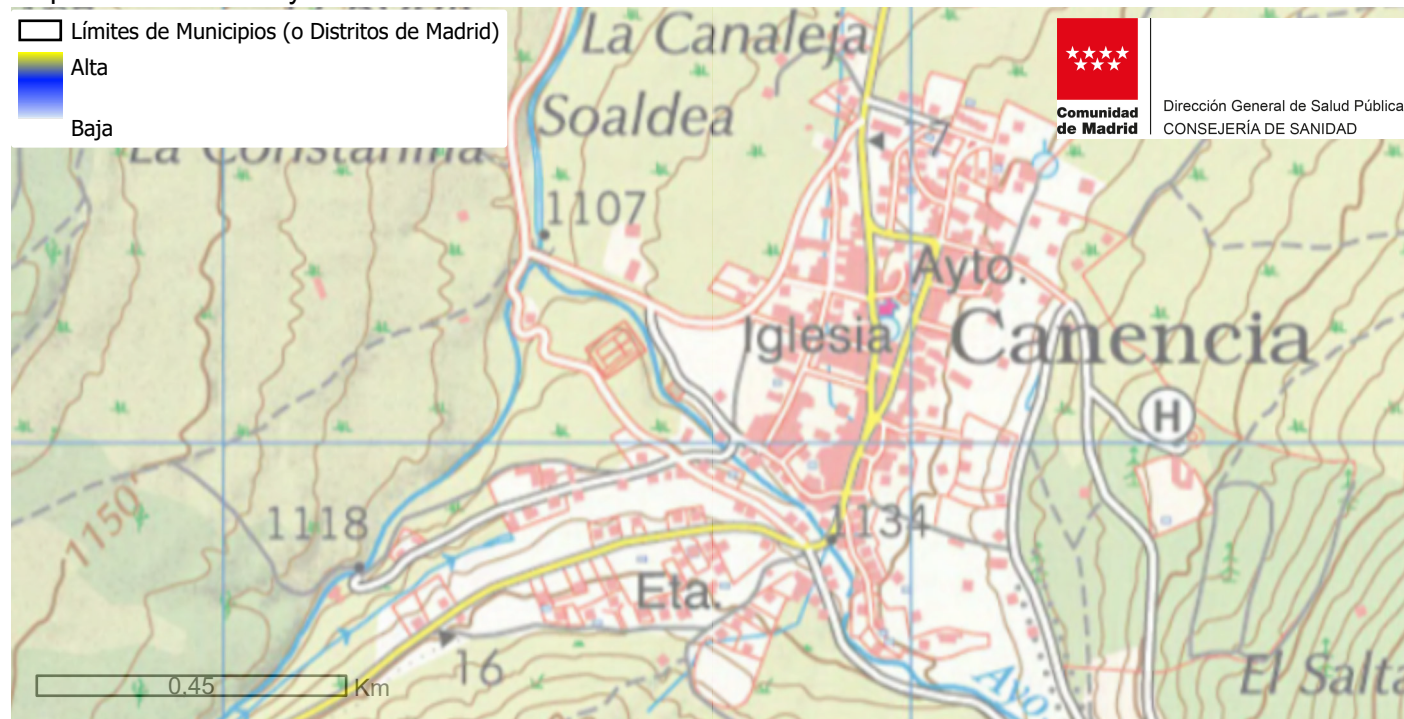 Límites de Municipios (o Distritos de Madrid)
Alta
Baja
La Canaleja
Soaldea
Comunidad
de Madrid
Dirección General de Salud Pública
CONSEJERÍA DE SANIDAD
1107
Ayto.
Iglesia
Canencia
H
1150
1118
1134
Eta.
16
El Salta
0.45
Km